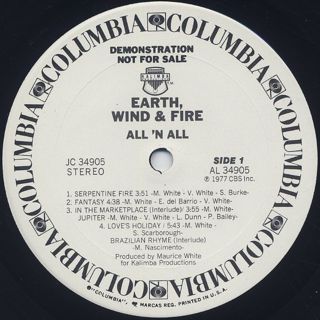 COLUMBIA COLUMBIA COLUMBIA COLUMBIA COLUMBIA COLUMBIA
DEMONSTRATION
NOT FOR SALE
KALIMBA
EARTH,
WIND & FIRE
ALL 'N ALL
JC 34905
STEREO
SIDE 1
AL 34905
℗ 1977 CBS Inc.
1. SERPENTINE FIRE 3:51 -M. White - V. White - S. Burke-
2. FANTASY 4:38 -M. White - E. del Barrio - V. White-
3. IN THE MARKETPLACE (Interlude)/ 3:55 -M. White-
JUPITER -M. White - V. White - L. Dunn - P. Bailey-
4. LOVE'S HOLIDAY / 5:43 -M. White -
S. Scarborough-
BRAZILIAN RHYME (Interlude)
-M. Nascimento-
Produced by Maurice White
for Kalimba Productions
"COLUMBIA", MARCAS REG. PRINTED IN U.S.A.